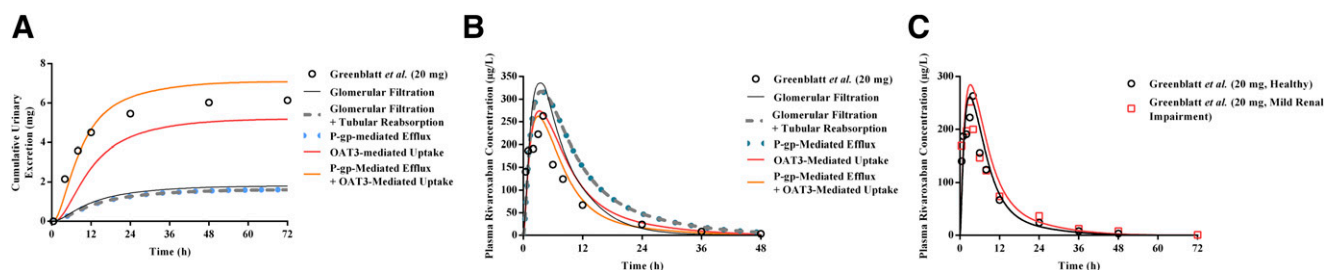 A
Cumulative Urinary
Excretion (mg)
8
6
4
2
0
0
12
24
36
48
60
72
Time (h)
Greenblatt et al. (20 mg)
Glomerular Filtration
Glomerular Filtration
+ Tubular Reabsorption
P-gp-mediated Efflux
OAT3-mediated Uptake
P-gp-Mediated Efflux
+ OAT3-Mediated Uptake
B
Plasma Rivaroxaban Concentration (µg/L)
350
300
250
200
150
100
50
0
0
12
24
36
48
Time (h)
Greenblatt et al. (20 mg)
Glomerular Filtration
Glomerular Filtration
+ Tubular Reabsorption
P-gp-mediated Efflux
OAT3-Mediated Uptake
P-gp-Mediated Efflux
+ OAT3-Mediated Uptake
C
Plasma Rivaroxaban Concentration (µg/L)
300
200
100
0
0
12
24
36
48
60
72
Time (h)
Greenblatt et al. (20 mg, Healthy)
Greenblatt et al. (20 mg, Mild Renal
Impairment)